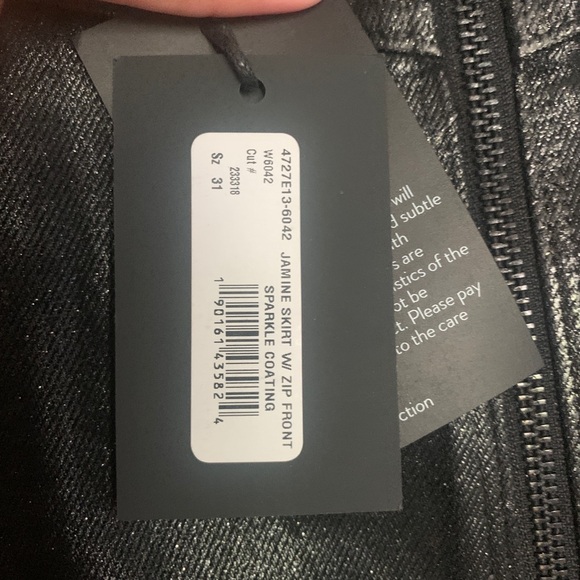 4727E13-6042 JAMINE SKIRT W/ ZIP FRONT
W6042 SPARKLE COATING
Cut #
233318
Sz 31
1 90161 43582 4
will
subtle
s are
stics of the
ot be
t. Please pay
to the care
ction